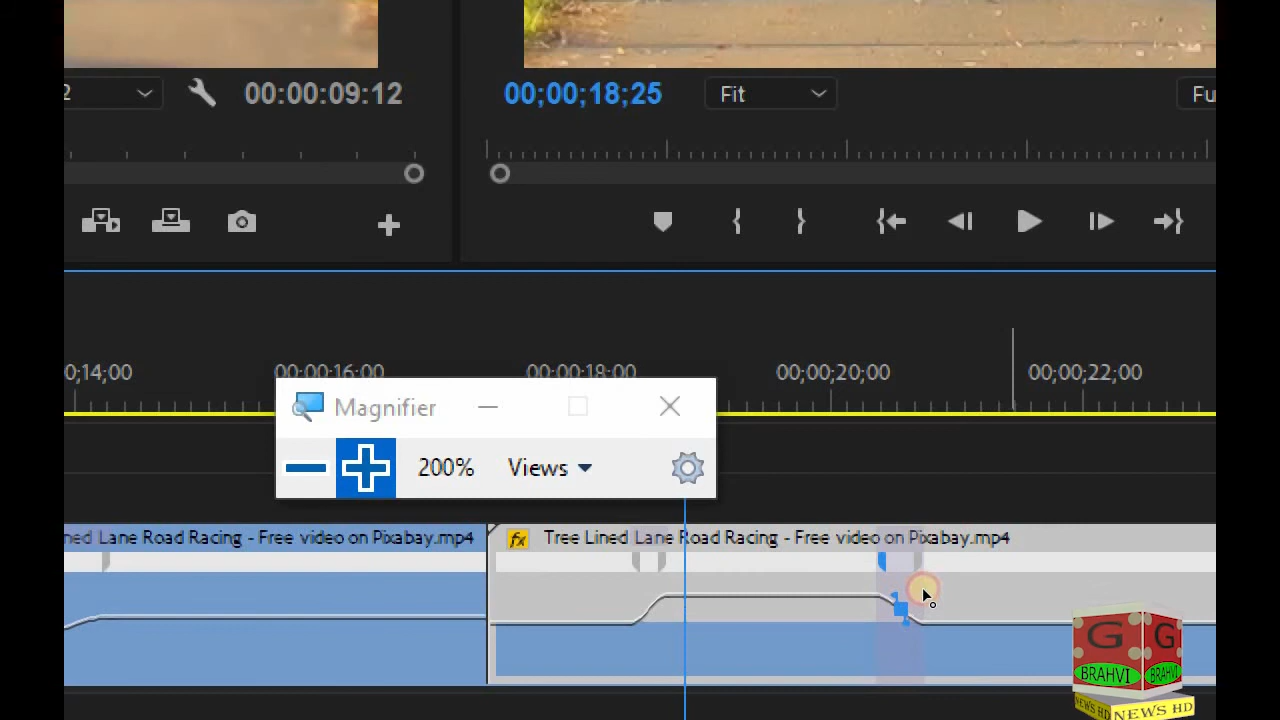 2
00:00:09:12
00;00;18;25
Fit
Fu
0;14;00
00;00;16;00
00;00;18;00
00;00;20;00
00;00;22;00
Magnifier
200%
Views
ned Lane Road Racing - Free video on Pixabay.mp4
fx
Tree Lined Lane Road Racing - Free video on Pixabay.mp4
G
G
BRAHVI
BRAHVI
NEWS HD
NEWS HD